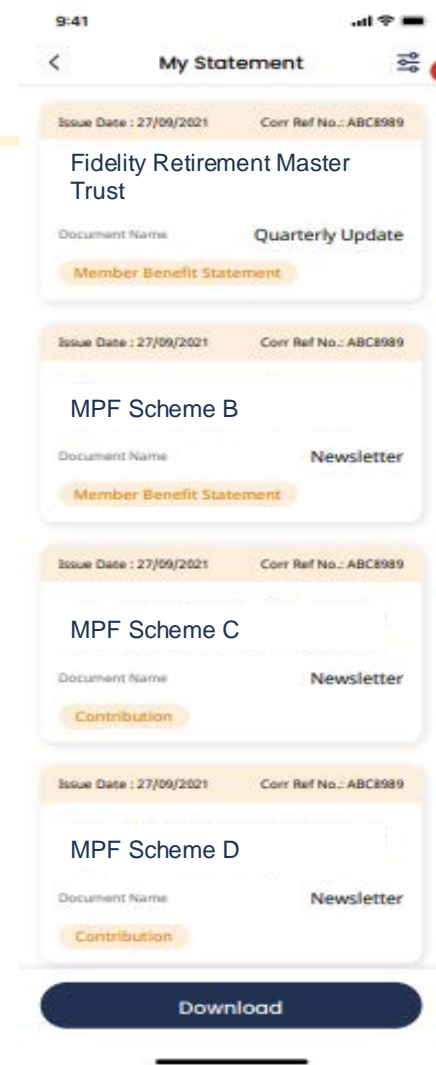 9:41
My Statement
Issue Date : 27/09/2021 Corr Ref No.: ABC8989
Fidelity Retirement Master
Trust
Document Name Quarterly Update
Member Benefit Statement
Issue Date : 27/09/2021 Corr Ref No.: ABC8989
MPF Scheme B
Document Name Newsletter
Member Benefit Statement
Issue Date : 27/09/2021 Corr Ref No.: ABC8989
MPF Scheme C
Document Name Newsletter
Contribution
Issue Date : 27/09/2021 Corr Ref No.: ABC8989
MPF Scheme D
Document Name Newsletter
Contribution
Download